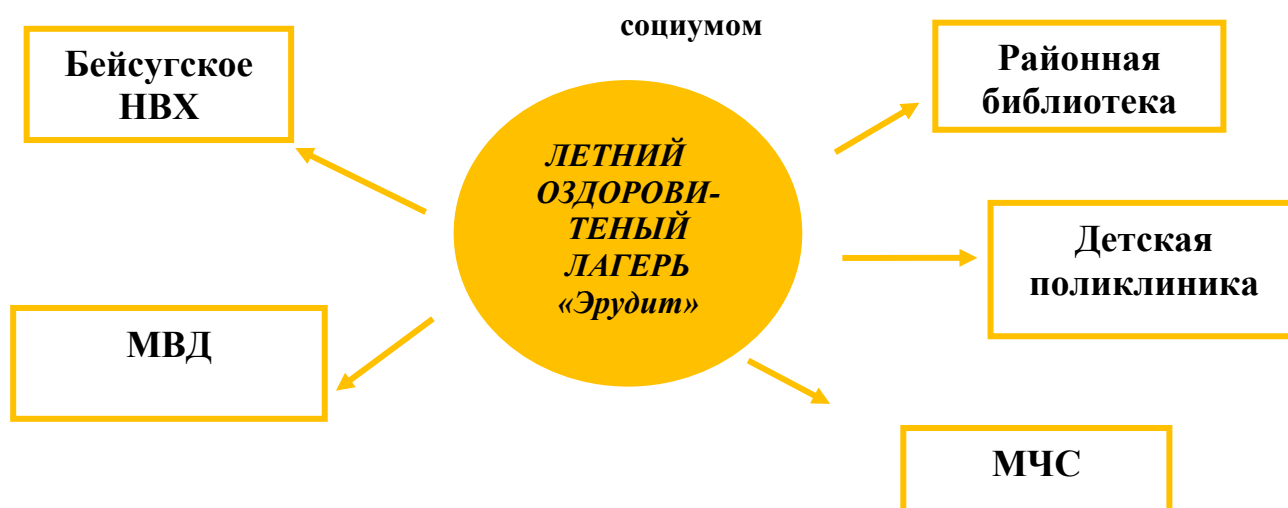 социумом
Бейсугское
НВХ
Районная
библиотека
ЛЕТНИЙ
ОЗДОРОВИ-
ТЕНЫЙ
ЛАГЕРЬ
«Эрудит»
Детская
поликлиника
МВД
МЧС